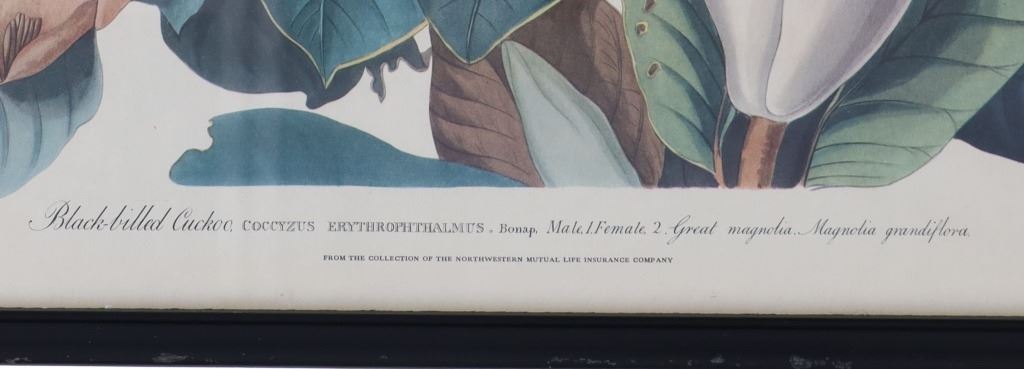 Black-billed Cuckoo, COCCYZUS ERYTHROPHTHALMUS, Bonap. Male, 1. Female, 2. Great magnolia. Magnolia grandiflora.
FROM THE COLLECTION OF THE NORTHWESTERN MUTUAL LIFE INSURANCE COMPANY